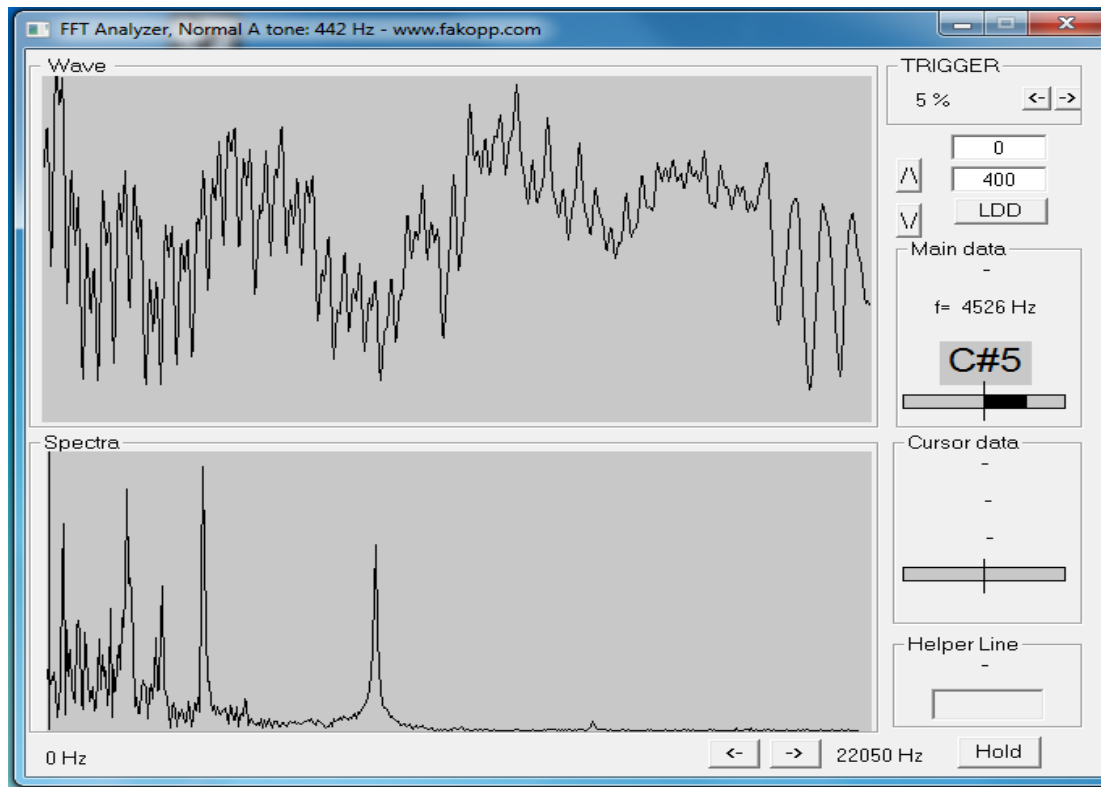 FFT Analyzer, Normal A tone: 442 Hz - www.fakopp.com
Wave
TRIGGER
5 %
<- ->
0
/\
400
\/
LDD
Main data
-
f= 4526 Hz
C#5
Spectra
Cursor data
-
-
-
Helper Line
-
0 Hz
<- -> 22050 Hz
Hold